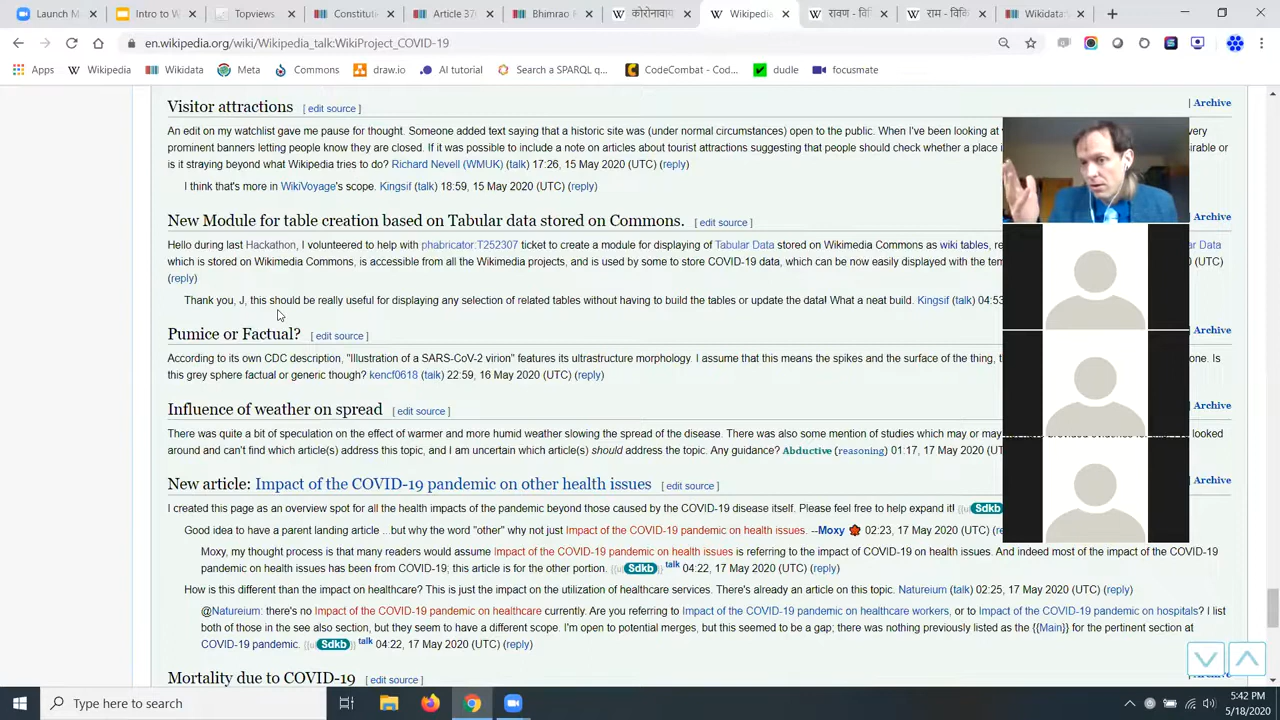 Launch M
Intro to W
Topviews
Constitute
Article 37
Bhimrao R
कोरोनावाय
Wikipedia
रावण - विकि
राम - विकि
Wikidata
en.wikipedia.org/wiki/Wikipedia_talk:WikiProject_COVID-19
Apps Wikipedia Wikidata Meta Commons draw.io AI tutorial Search a SPARQL q... CodeCombat - Cod... dudle focusmate
Visitor attractions [ edit source ] | Archive
An edit on my watchlist gave me pause for thought. Someone added text saying that a historic site was (under normal circumstances) open to the public. When I've been looking at very
prominent banners letting people know they are closed. If it was possible to include a note on articles about tourist attractions suggesting that people should check whether a place i irable or
is it straying beyond what Wikipedia tries to do? Richard Nevell (WMUK) (talk) 17:26, 15 May 2020 (UTC) (reply)
I think that's more in WikiVoyage's scope. Kingsif (talk) 18:59, 15 May 2020 (UTC) (reply)
New Module for table creation based on Tabular data stored on Commons. [ edit source ] | Archive
Hello during last Hackathon, I volunteered to help with phabricator:T252307 ticket to create a module for displaying of Tabular Data stored on Wikimedia Commons as wiki tables, re ar Data
which is stored on Wikimedia Commons, is accessible from all the Wikimedia projects, and is used by some to store COVID-19 data, which can be now easily displayed with the tem 0 (UTC)
(reply)
Thank you, J, this should be really useful for displaying any selection of related tables without having to build the tables or update the data! What a neat build. Kingsif (talk) 04:53
Pumice or Factual? [ edit source ] | Archive
According to its own CDC description, "Illustration of a SARS-CoV-2 virion" features its ultrastructure morphology. I assume that this means the spikes and the surface of the thing, t one. Is
this grey sphere factual or generic though? kencf0618 (talk) 22:59, 16 May 2020 (UTC) (reply)
Influence of weather on spread [ edit source ] | Archive
There was quite a bit of speculation on the effect of warmer and more humid weather slowing the spread of the disease. There was also some mention of studies which may or may looked
around and can't find which article(s) address this topic, and I am uncertain which article(s) should address the topic. Any guidance? Abductive (reasoning) 01:17, 17 May 2020 (UT
New article: Impact of the COVID-19 pandemic on other health issues [ edit source ] | Archive
I created this page as an overview spot for all the health impacts of the pandemic beyond those caused by the COVID-19 disease itself. Please feel free to help expand it! {{u| Sdkb
Good idea to have a parent landing article ..but why the word "other" why not just Impact of the COVID-19 pandemic on health issues. --Moxy 02:23, 17 May 2020 (UTC) (re
Moxy, my thought process is that many readers would assume Impact of the COVID-19 pandemic on health issues is referring to the impact of COVID-19 on health issues. And indeed most of the impact of the COVID-19
pandemic on health issues has been from COVID-19; this article is for the other portion. {{u| Sdkb }} talk 04:22, 17 May 2020 (UTC) (reply)
How is this different than the impact on healthcare? This is just the impact on the utilization of healthcare services. There's already an article on this topic. Natureium (talk) 02:25, 17 May 2020 (UTC) (reply)
@Natureium: there's no Impact of the COVID-19 pandemic on healthcare currently. Are you referring to Impact of the COVID-19 pandemic on healthcare workers, or to Impact of the COVID-19 pandemic on hospitals? I list
both of those in the see also section, but they seem to have a different scope. I'm open to potential merges, but this seemed to be a gap; there was nothing previously listed as the {{Main}} for the pertinent section at
COVID-19 pandemic. {{u| Sdkb }} talk 04:22, 17 May 2020 (UTC) (reply)
Mortality due to COVID-19 [ edit source ]
Type here to search
5:42 PM
5/18/2020